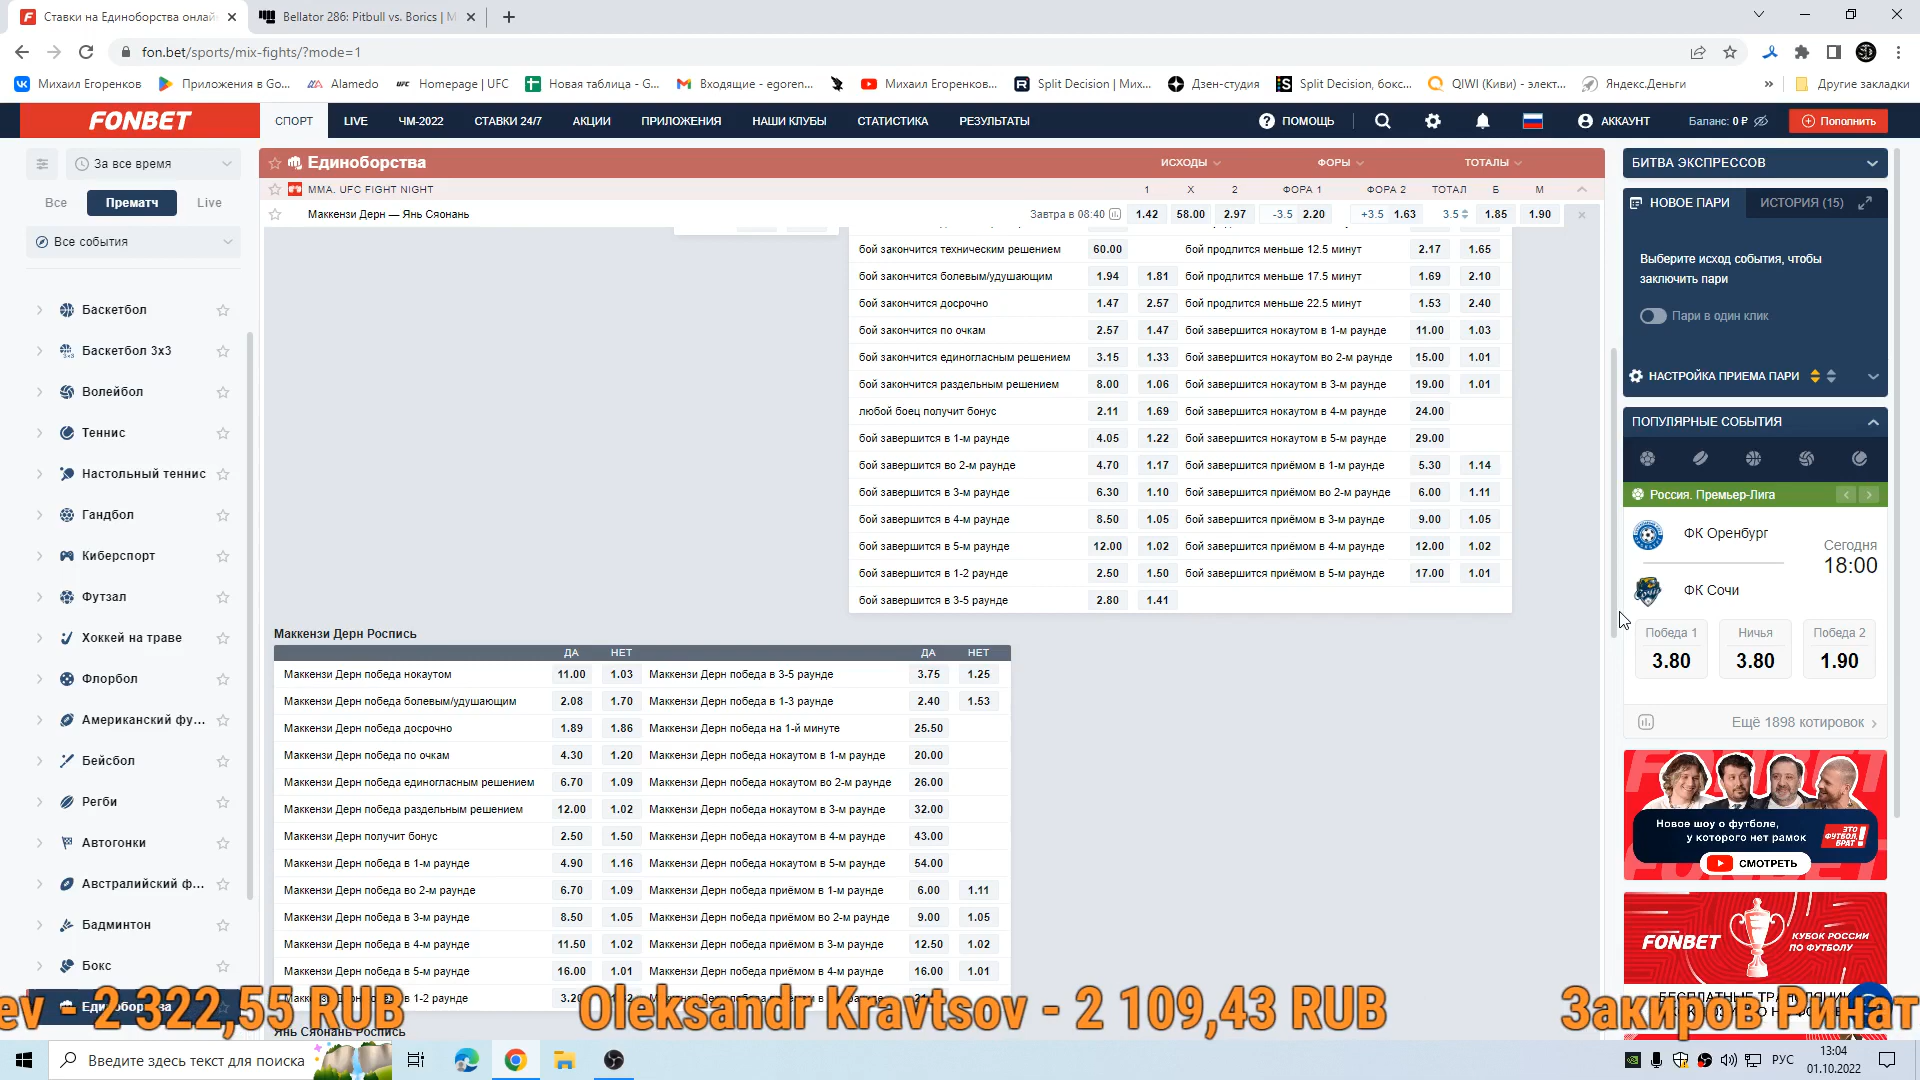 Ставки на Единоборства онлай
Bellator 286: Pitbull vs. Borics | M
fon.bet/sports/mix-fights/?mode=1
Михаил Егоренков
Приложения в Go...
Alamedo
Homepage | UFC
Новая таблица - G...
Входящие - egoren...
Михаил Егоренков...
Split Decision | Мих...
Дзен-студия
Split Decision, бокс...
QIWI (Киви) - элект...
Яндекс.Деньги
Другие закладки
FONBET
СПОРТ LIVE ЧМ-2022 СТАВКИ 24/7 АКЦИИ ПРИЛОЖЕНИЯ НАШИ КЛУБЫ СТАТИСТИКА РЕЗУЛЬТАТЫ
ПОМОЩЬ АККАУНТ Баланс: 0 ₽ Пополнить
За все время
Все Прематч Live
Все события
Баскетбол
Баскетбол 3x3
Волейбол
Теннис
Настольный теннис
Гандбол
Киберспорт
Футзал
Хоккей на траве
Флорбол
Американский фу...
Бейсбол
Регби
Автогонки
Австралийский ф...
Бадминтон
Бокс
Единоборства
Единоборства ИСХОДЫ ФОРЫ ТОТАЛЫ
ММА. UFC FIGHT NIGHT 1 X 2 ФОРА 1 ФОРА 2 ТОТАЛ Б М
Маккензи Дерн — Янь Сяонань Завтра в 08:40 1.42 58.00 2.97 -3.5 2.20 +3.5 1.63 3.5 1.85 1.90
бой закончится техническим решением 60.00 бой продлится меньше 12.5 минут 2.17 1.65
бой закончится болевым/удушающим 1.94 1.81 бой продлится меньше 17.5 минут 1.69 2.10
бой закончится досрочно 1.47 2.57 бой продлится меньше 22.5 минут 1.53 2.40
бой закончится по очкам 2.57 1.47 бой завершится нокаутом в 1-м раунде 11.00 1.03
бой закончится единогласным решением 3.15 1.33 бой завершится нокаутом во 2-м раунде 15.00 1.01
бой закончится раздельным решением 8.00 1.06 бой завершится нокаутом в 3-м раунде 19.00 1.01
любой боец получит бонус 2.11 1.69 бой завершится нокаутом в 4-м раунде 24.00
бой завершится в 1-м раунде 4.05 1.22 бой завершится нокаутом в 5-м раунде 29.00
бой завершится во 2-м раунде 4.70 1.17 бой завершится приёмом в 1-м раунде 5.30 1.14
бой завершится в 3-м раунде 6.30 1.10 бой завершится приёмом во 2-м раунде 6.00 1.11
бой завершится в 4-м раунде 8.50 1.05 бой завершится приёмом в 3-м раунде 9.00 1.05
бой завершится в 5-м раунде 12.00 1.02 бой завершится приёмом в 4-м раунде 12.00 1.02
бой завершится в 1-2 раунде 2.50 1.50 бой завершится приёмом в 5-м раунде 17.00 1.01
бой завершится в 3-5 раунде 2.80 1.41
Маккензи Дерн Роспись
ДА НЕТ ДА НЕТ
Маккензи Дерн победа нокаутом 11.00 1.03 Маккензи Дерн победа в 3-5 раунде 3.75 1.25
Маккензи Дерн победа болевым/удушающим 2.08 1.70 Маккензи Дерн победа в 1-3 раунде 2.40 1.53
Маккензи Дерн победа досрочно 1.89 1.86 Маккензи Дерн победа на 1-й минуте 25.50
Маккензи Дерн победа по очкам 4.30 1.20 Маккензи Дерн победа нокаутом в 1-м раунде 20.00
Маккензи Дерн победа единогласным решением 6.70 1.09 Маккензи Дерн победа нокаутом во 2-м раунде 26.00
Маккензи Дерн победа раздельным решением 12.00 1.02 Маккензи Дерн победа нокаутом в 3-м раунде 32.00
Маккензи Дерн получит бонус 2.50 1.50 Маккензи Дерн победа нокаутом в 4-м раунде 43.00
Маккензи Дерн победа в 1-м раунде 4.90 1.16 Маккензи Дерн победа нокаутом в 5-м раунде 54.00
Маккензи Дерн победа во 2-м раунде 6.70 1.09 Маккензи Дерн победа приёмом в 1-м раунде 6.00 1.11
Маккензи Дерн победа в 3-м раунде 8.50 1.05 Маккензи Дерн победа приёмом во 2-м раунде 9.00 1.05
Маккензи Дерн победа в 4-м раунде 11.50 1.02 Маккензи Дерн победа приёмом в 3-м раунде 12.50 1.02
Маккензи Дерн победа в 5-м раунде 16.00 1.01 Маккензи Дерн победа приёмом в 4-м раунде 16.00 1.01
в 1-2 раунде
Янь Сяонань Роспись
БИТВА ЭКСПРЕССОВ
НОВОЕ ПАРИ ИСТОРИЯ (15)
Выберите исход события, чтобы
заключить пари
Пари в один клик
НАСТРОЙКА ПРИЕМА ПАРИ
ПОПУЛЯРНЫЕ СОБЫТИЯ
Россия. Премьер-Лига
ФК Оренбург
Сегодня
18:00
ФК Сочи
Победа 1 Ничья Победа 2
3.80 3.80 1.90
Ещё 1898 котировок
Новое шоу о футболе,
у которого нет рамок
ЭТО
ФУТБОЛ,
БРАТ!
СМОТРЕТЬ
FONBET
КУБОК РОССИИ
ПО ФУТБОЛУ
ev - 2 322,55 RUB Oleksandr Kravtsov - 2 109,43 RUB Закиров Ринат
Введите здесь текст для поиска
РУС
13:04
01.10.2022